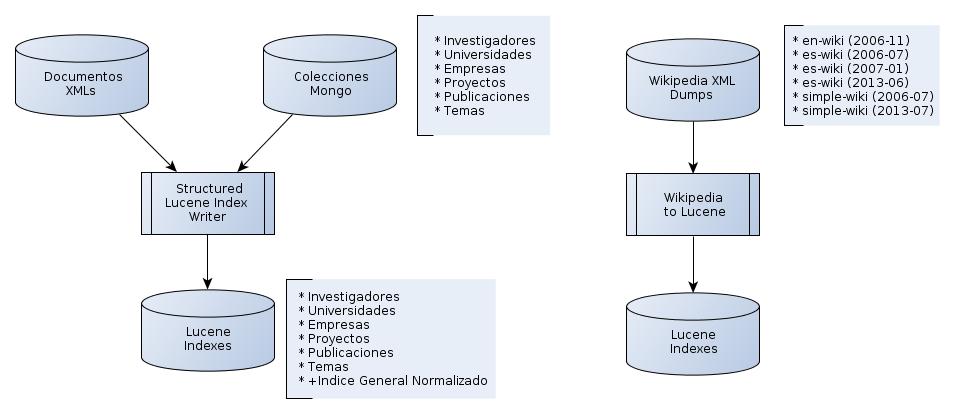 Documentos
XMLs
Colecciones
Mongo
* Investigadores
* Universidades
* Empresas
* Proyectos
* Publicaciones
* Temas
Structured
Lucene Index
Writer
Lucene
Indexes
* Investigadores
* Universidades
* Empresas
* Proyectos
* Publicaciones
* Temas
* +Indice General Normalizado
Wikipedia XML
Dumps
* en-wiki (2006-11)
* es-wiki (2006-07)
* es-wiki (2007-01)
* es-wiki (2013-06)
* simple-wiki (2006-07)
* simple-wiki (2013-07)
Wikipedia
to Lucene
Lucene
Indexes